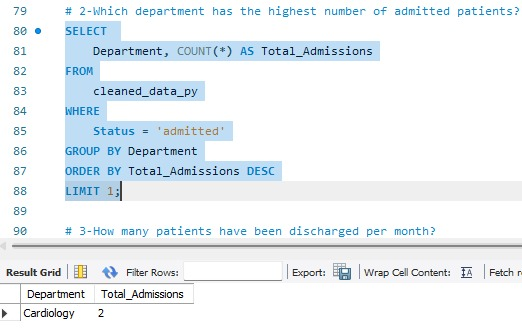 79 # 2-Which department has the highest number of admitted patients?
80 SELECT
81 Department, COUNT(*) AS Total_Admissions
82 FROM
83 cleaned_data_py
84 WHERE
85 Status = 'admitted'
86 GROUP BY Department
87 ORDER BY Total_Admissions DESC
88 LIMIT 1;
89
90 # 3-How many patients have been discharged per month?
Result Grid Filter Rows: Export: Wrap Cell Content: IA Fetch r
Department Total_Admissions
Cardiology 2